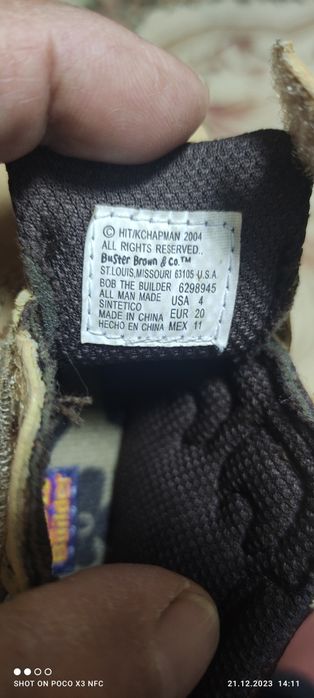 © HIT/KCHAPMAN 2004
ALL RIGHTS RESERVED..
Buster Brown & Co.™
ST.LOUIS,MISSOURI 63105 U.S.A.
BOB THE BUILDER 6298945
ALL MAN MADE USA 4
SINTETICO
MADE IN CHINA EUR 20
HECHO EN CHINA MEX 11
Builder
SHOT ON POCO X3 NFC
21.12.2023 14:11